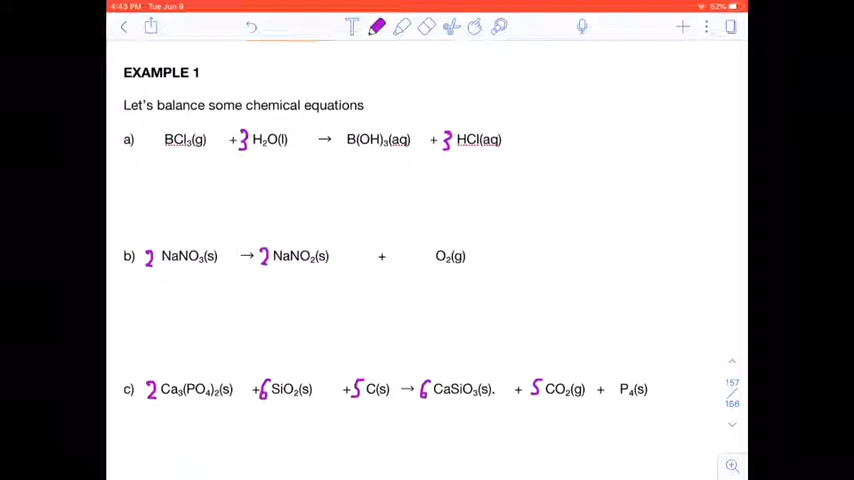 4:43 PM Tue Jun 9 52%
EXAMPLE 1
Let's balance some chemical equations
a) BCl₃(g) + 3 H₂O(l) → B(OH)₃(aq) + 3 HCl(aq)
b) 2 NaNO₃(s) → 2 NaNO₂(s) + O₂(g)
c) 2 Ca₃(PO₄)₂(s) + 6 SiO₂(s) + 5 C(s) → 6 CaSiO₃(s). + 5 CO₂(g) + P₄(s)
157
166